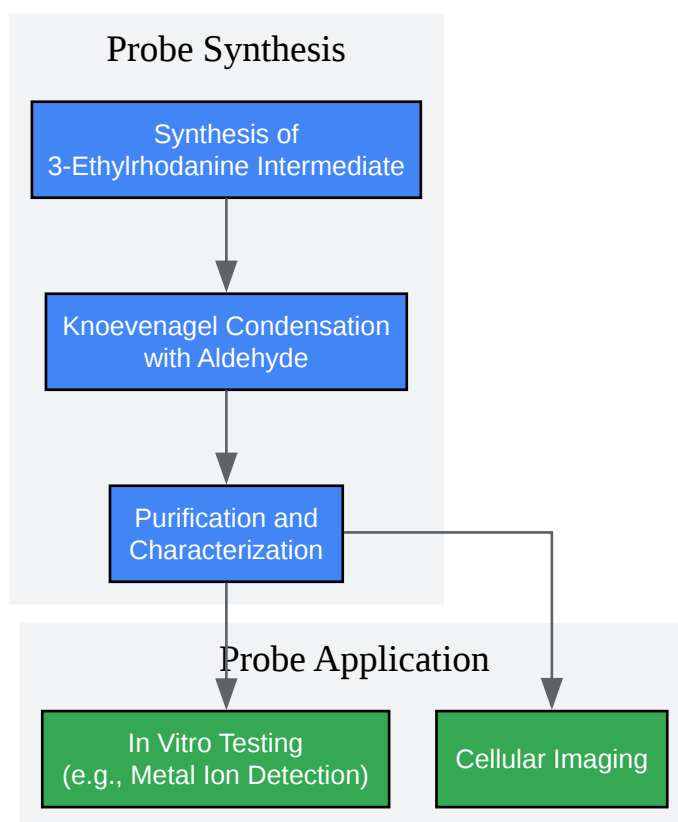 Probe Synthesis
Synthesis of
3-Ethylrhodanine Intermediate
Knoevenagel Condensation
with Aldehyde
Purification and
Characterization
Probe Application
In Vitro Testing
(e.g., Metal Ion Detection)
Cellular Imaging